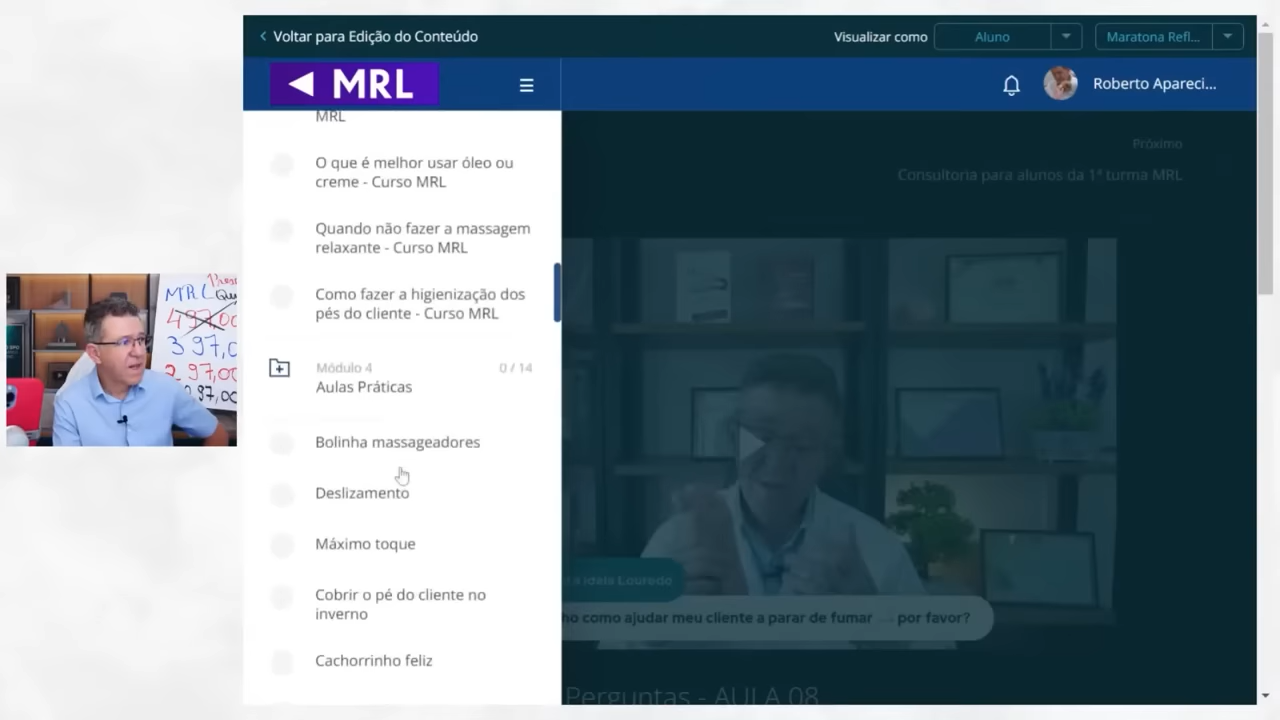 Voltar para Edição do Conteúdo
Visualizar como
Aluno
Maratona Refl...
MRL
Roberto Apareci...
MRL
O que é melhor usar óleo ou
creme - Curso MRL
Quando não fazer a massagem
relaxante - Curso MRL
Como fazer a higienização dos
pés do cliente - Curso MRL
Módulo 4
0 / 14
Aulas Práticas
Bolinha massageadores
Deslizamento
Máximo toque
Cobrir o pé do cliente no
inverno
Cachorrinho feliz
Próximo
Consultoria para alunos da 1ª turma MRL
Louredo
como ajudar meu cliente a parar de fumar
por favor?
Perguntas - AULA 08
MRL
497,00
397,0
297,00